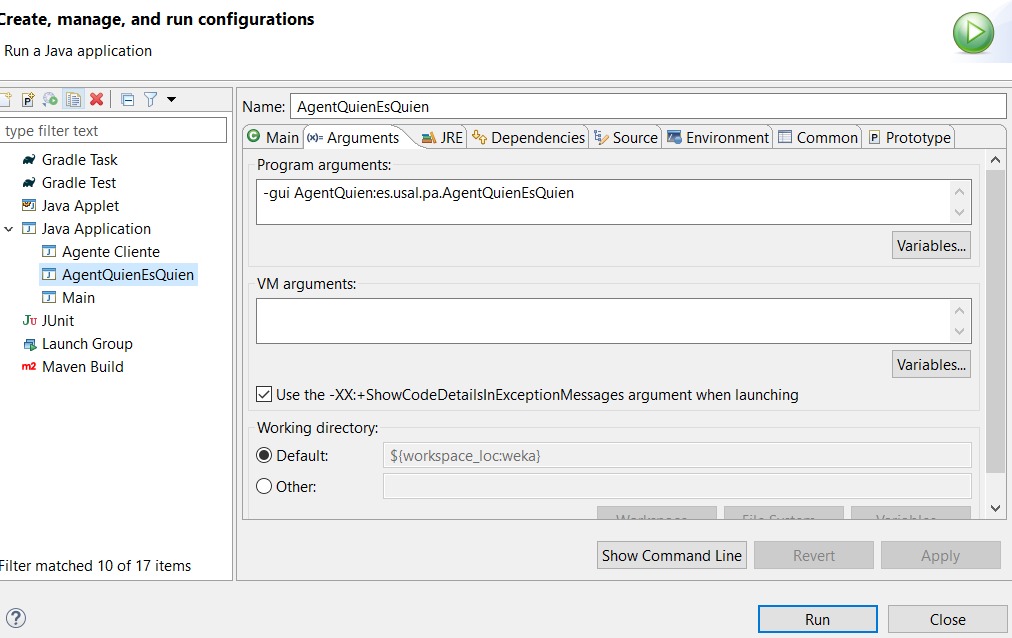 Create, manage, and run configurations
Run a Java application
type filter text
Gradle Task
Gradle Test
Java Applet
Java Application
Agente Cliente
AgentQuienEsQuien
Main
JUnit
Launch Group
Maven Build
Filter matched 10 of 17 items
Name: AgentQuienEsQuien
Main (x)= Arguments JRE Dependencies Source Environment Common Prototype
Program arguments:
-gui AgentQuien:es.usal.pa.AgentQuienEsQuien
Variables...
VM arguments:
Variables...
Use the -XX:+ShowCodeDetailsInExceptionMessages argument when launching
Working directory:
Default: ${workspace_loc:weka}
Other:
Workspace... File System... Variables...
Show Command Line Revert Apply
Run Close